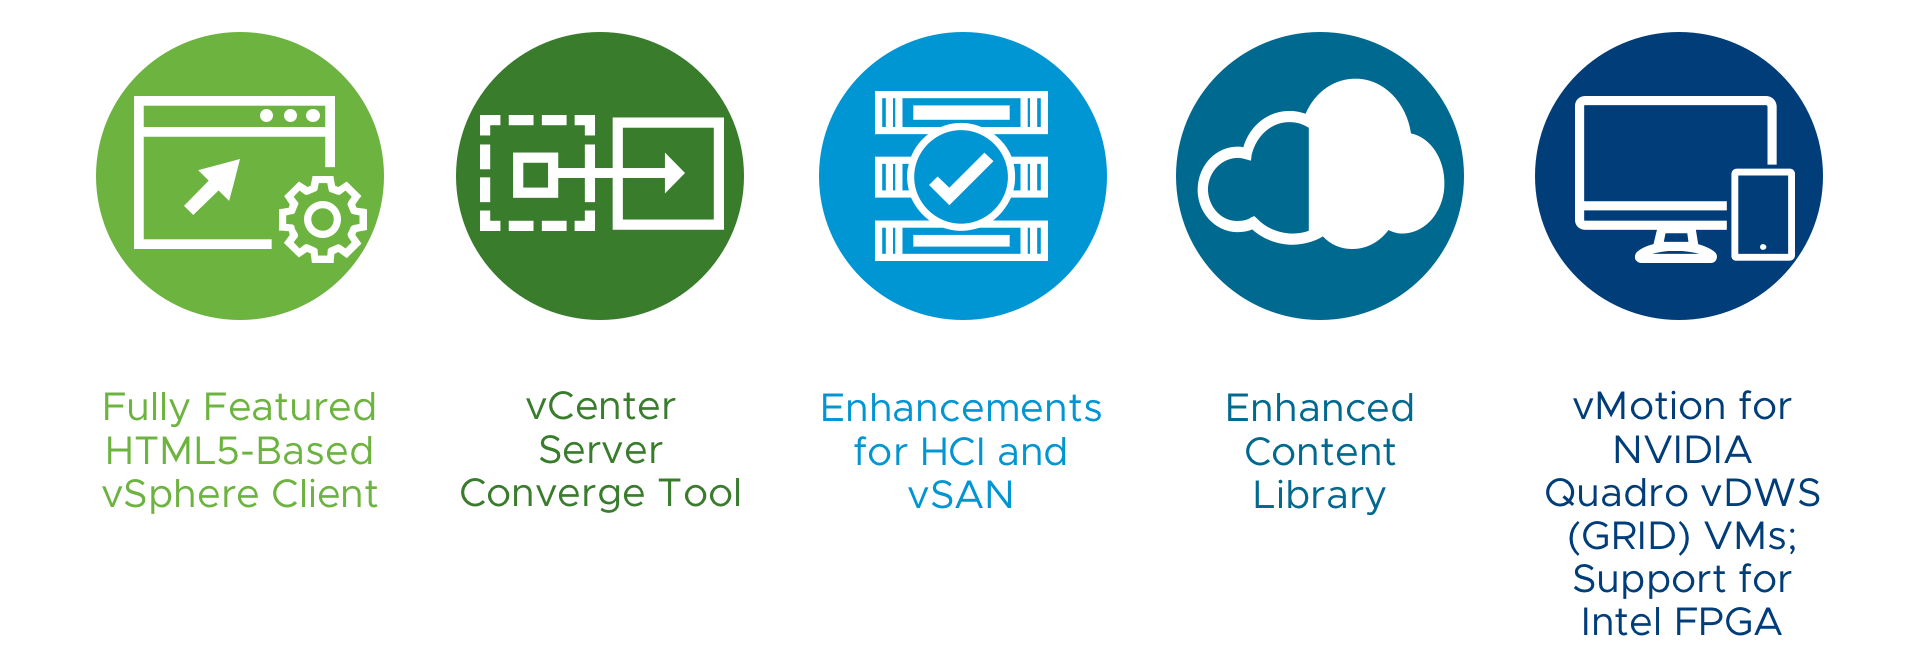 Fully Featured
HTML5-Based
vSphere Client
vCenter
Server
Converge Tool
Enhancements
for HCI and
vSAN
Enhanced
Content
Library
vMotion for
NVIDIA
Quadro vDWS
(GRID) VMs;
Support for
Intel FPGA